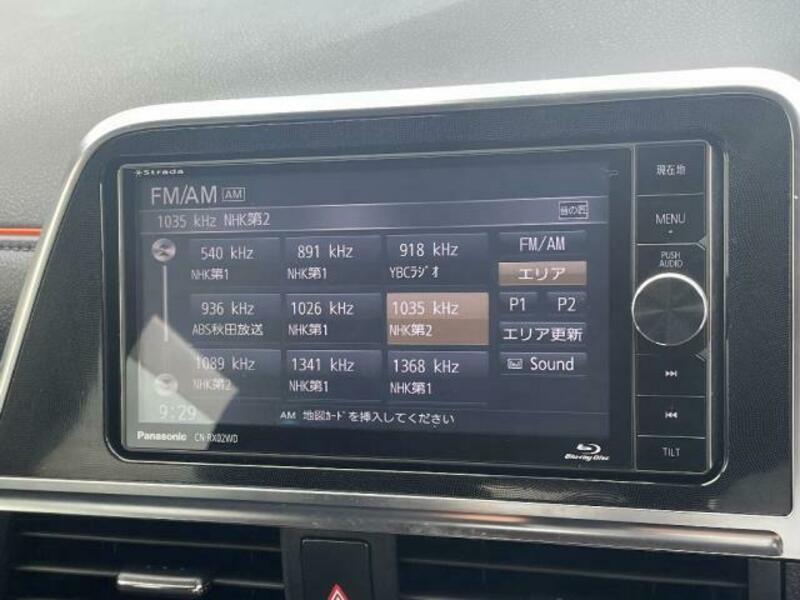 Strada
FM/AM AM
1035 kHz NHK第2
音の匠
540 kHz
NHK第1
891 kHz
NHK第1
918 kHz
YBCﾗｼﾞｵ
936 kHz
ABS秋田放送
1026 kHz
NHK第1
1035 kHz
NHK第2
1089 kHz
NHK第2
1341 kHz
NHK第1
1368 kHz
NHK第1
FM/AM
エリア
P1 P2
エリア更新
Sound
9:29
AM 地図ｶｰﾄﾞを挿入してください
Panasonic CN-RX02WD
Blu-ray Disc
現在地
MENU
PUSH
AUDIO
TILT